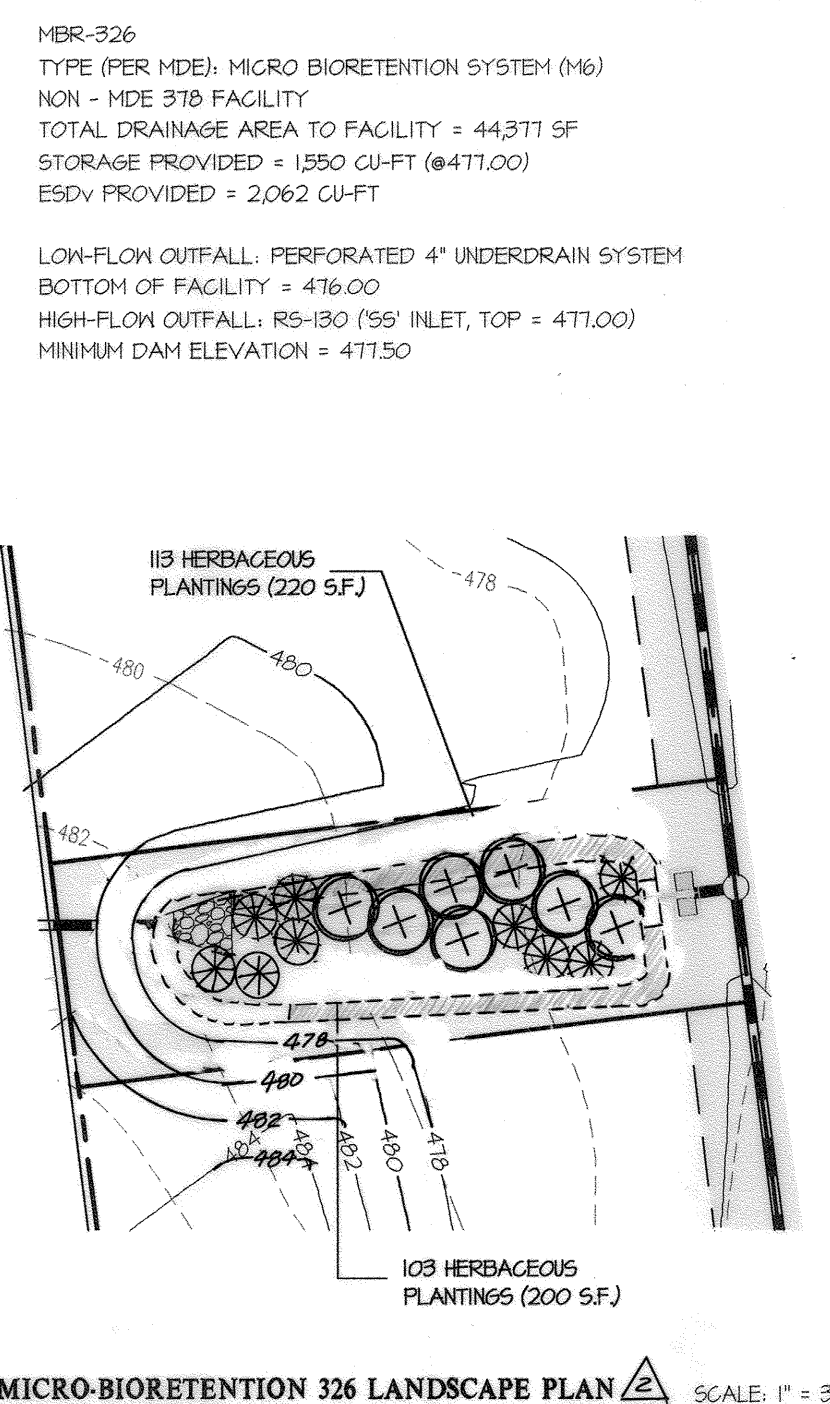 MBR-326
TYPE (PER MDE): MICRO BIORETENTION SYSTEM (M6)
NON - MDE 378 FACILITY
TOTAL DRAINAGE AREA TO FACILITY = 44,377 SF
STORAGE PROVIDED = 1,550 CU-FT (@477.00)
ESDv PROVIDED = 2,062 CU-FT
LOW-FLOW OUTFALL: PERFORATED 4" UNDERDRAIN SYSTEM
BOTTOM OF FACILITY = 476.00
HIGH-FLOW OUTFALL: RS-130 ('SS' INLET, TOP = 477.00)
MINIMUM DAM ELEVATION = 477.50
113 HERBACEOUS
PLANTINGS (220 S.F.)
478
480
480
482
478
480
482
484
484
484
482
480
478
103 HERBACEOUS
PLANTINGS (200 S.F.)
MICRO-BIORETENTION 326 LANDSCAPE PLAN 2
SCALE: 1" = 3